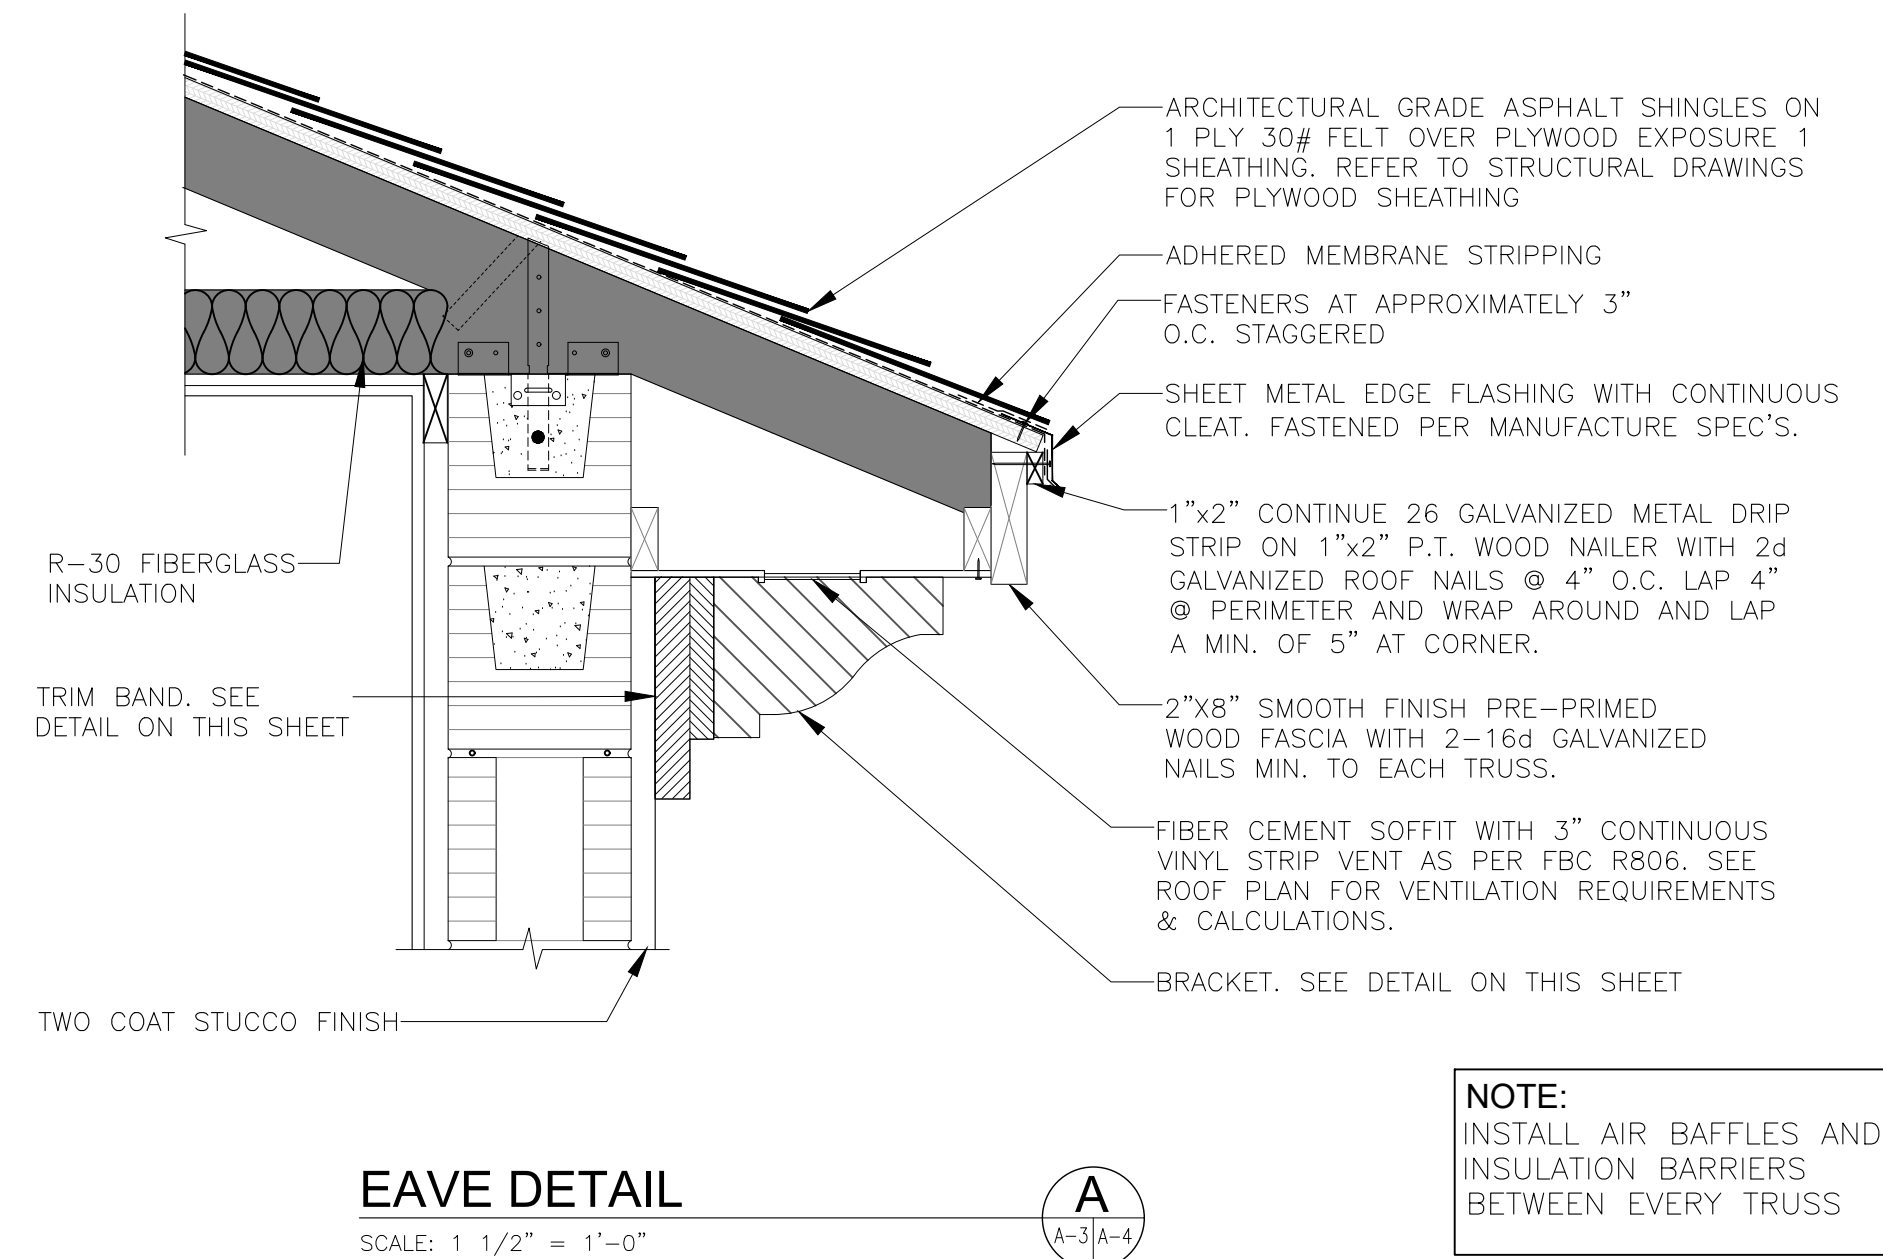 ARCHITECTURAL GRADE ASPHALT SHINGLES ON
1 PLY 30# FELT OVER PLYWOOD EXPOSURE 1
SHEATHING. REFER TO STRUCTURAL DRAWINGS
FOR PLYWOOD SHEATHING
ADHERED MEMBRANE STRIPPING
FASTENERS AT APPROXIMATELY 3"
O.C. STAGGERED
SHEET METAL EDGE FLASHING WITH CONTINUOUS
CLEAT. FASTENED PER MANUFACTURE SPEC'S.
1"x2" CONTINUE 26 GALVANIZED METAL DRIP
STRIP ON 1"x2" P.T. WOOD NAILER WITH 2d
GALVANIZED ROOF NAILS @ 4" O.C. LAP 4"
@ PERIMETER AND WRAP AROUND AND LAP
A MIN. OF 5" AT CORNER.
2"X8" SMOOTH FINISH PRE-PRIMED
WOOD FASCIA WITH 2-16d GALVANIZED
NAILS MIN. TO EACH TRUSS.
FIBER CEMENT SOFFIT WITH 3" CONTINUOUS
VINYL STRIP VENT AS PER FBC R806. SEE
ROOF PLAN FOR VENTILATION REQUIREMENTS
& CALCULATIONS.
BRACKET. SEE DETAIL ON THIS SHEET
R-30 FIBERGLASS
INSULATION
TRIM BAND. SEE
DETAIL ON THIS SHEET
TWO COAT STUCCO FINISH
NOTE:
INSTALL AIR BAFFLES AND
INSULATION BARRIERS
BETWEEN EVERY TRUSS
EAVE DETAIL
SCALE: 1 1/2" = 1'-0"
A
A-3 A-4